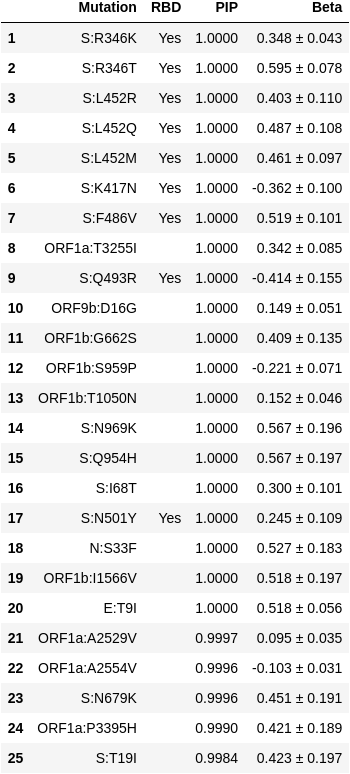 Mutation RBD PIP Beta
1 S:R346K Yes 1.0000 0.348 ± 0.043
2 S:R346T Yes 1.0000 0.595 ± 0.078
3 S:L452R Yes 1.0000 0.403 ± 0.110
4 S:L452Q Yes 1.0000 0.487 ± 0.108
5 S:L452M Yes 1.0000 0.461 ± 0.097
6 S:K417N Yes 1.0000 -0.362 ± 0.100
7 S:F486V Yes 1.0000 0.519 ± 0.101
8 ORF1a:T3255I 1.0000 0.342 ± 0.085
9 S:Q493R Yes 1.0000 -0.414 ± 0.155
10 ORF9b:D16G 1.0000 0.149 ± 0.051
11 ORF1b:G662S 1.0000 0.409 ± 0.135
12 ORF1b:S959P 1.0000 -0.221 ± 0.071
13 ORF1b:T1050N 1.0000 0.152 ± 0.046
14 S:N969K 1.0000 0.567 ± 0.196
15 S:Q954H 1.0000 0.567 ± 0.197
16 S:I68T 1.0000 0.300 ± 0.101
17 S:N501Y Yes 1.0000 0.245 ± 0.109
18 N:S33F 1.0000 0.527 ± 0.183
19 ORF1b:I1566V 1.0000 0.518 ± 0.197
20 E:T9I 1.0000 0.518 ± 0.056
21 ORF1a:A2529V 0.9997 0.095 ± 0.035
22 ORF1a:A2554V 0.9996 -0.103 ± 0.031
23 S:N679K 0.9996 0.451 ± 0.191
24 ORF1a:P3395H 0.9990 0.421 ± 0.189
25 S:T19I 0.9984 0.423 ± 0.197